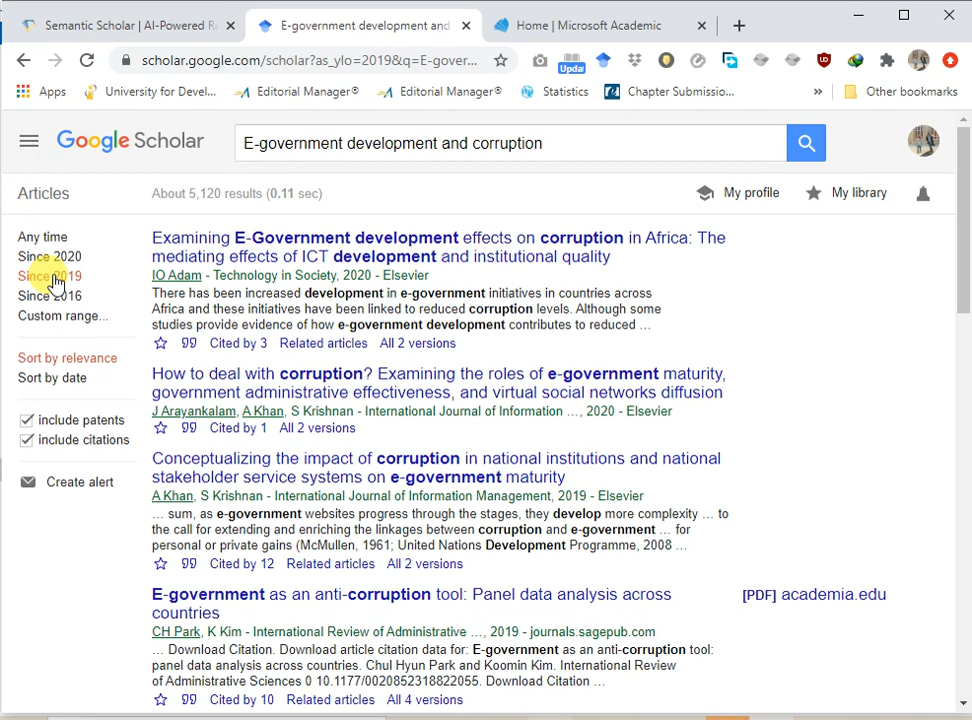 Semantic Scholar | AI-Powered R
E-government development and
Home | Microsoft Academic
scholar.google.com/scholar?as_ylo=2019&q=E-gover...
Upda
Apps
University for Devel...
Editorial Manager®
Editorial Manager®
Statistics
Chapter Submissio...
»
Other bookmarks
Google Scholar
E-government development and corruption
Articles
About 5,120 results (0.11 sec)
My profile
My library
Any time
Since 2020
Since 2019
Since 2016
Custom range...
Sort by relevance
Sort by date
include patents
include citations
Create alert
Examining E-Government development effects on corruption in Africa: The
mediating effects of ICT development and institutional quality
IO Adam - Technology in Society, 2020 - Elsevier
There has been increased development in e-government initiatives in countries across
Africa and these initiatives have been linked to reduced corruption levels. Although some
studies provide evidence of how e-government development contributes to reduced ...
Cited by 3 Related articles All 2 versions
How to deal with corruption? Examining the roles of e-government maturity,
government administrative effectiveness, and virtual social networks diffusion
J Arayankalam, A Khan, S Krishnan - International Journal of Information ..., 2020 - Elsevier
Cited by 1 All 2 versions
Conceptualizing the impact of corruption in national institutions and national
stakeholder service systems on e-government maturity
A Khan, S Krishnan - International Journal of Information Management, 2019 - Elsevier
... sum, as e-government websites progress through the stages, they develop more complexity ... to
the call for extending and enriching the linkages between corruption and e-government ... for
personal or private gains (McMullen, 1961; United Nations Development Programme, 2008 ...
Cited by 12 Related articles All 2 versions
E-government as an anti-corruption tool: Panel data analysis across
countries
[PDF] academia.edu
CH Park, K Kim - International Review of Administrative ..., 2019 - journals.sagepub.com
... Download Citation. Download article citation data for: E-government as an anti-corruption tool:
panel data analysis across countries. Chul Hyun Park and Koomin Kim. International Review
of Administrative Sciences 0 10.1177/0020852318822055. Download Citation ...
Cited by 10 Related articles All 4 versions